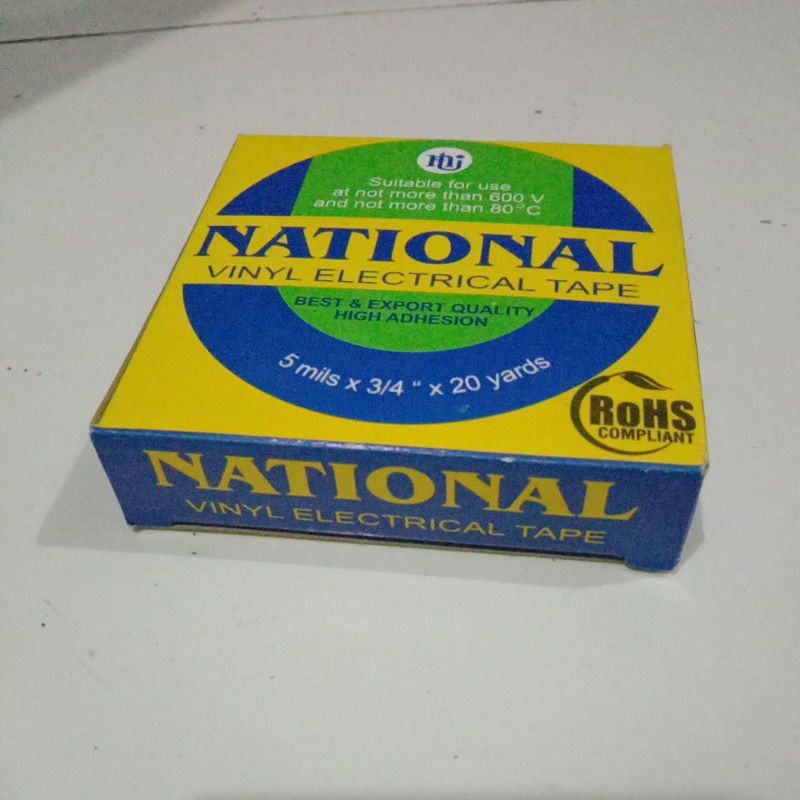 Suitable for use
at not more than 600 V
and not more than 80°C
NATIONAL
VINYL ELECTRICAL TAPE
BEST & EXPORT QUALITY
HIGH ADHESION
5 mils x 3/4 " x 20 yards
RoHS
COMPLIANT
NATIONAL
VINYL ELECTRICAL TAPE